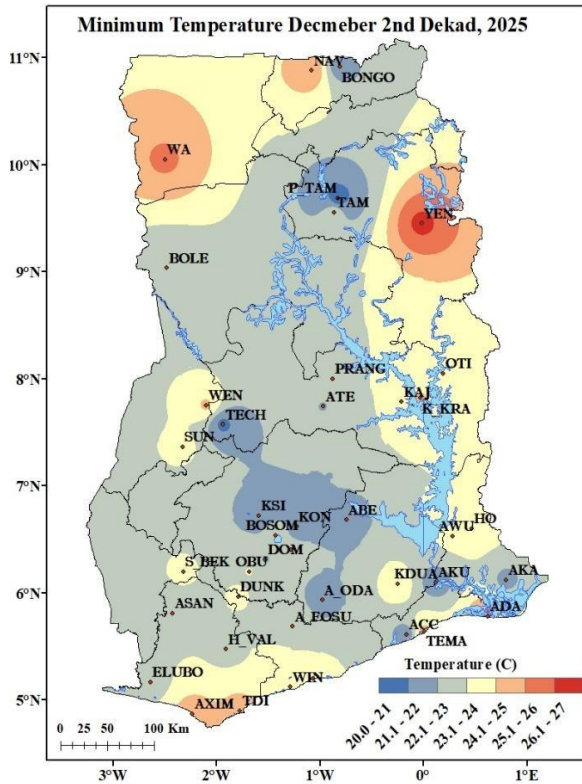 Minimum Temperature Decmeber 2nd Dekad, 2025
11°N
NAV
BONGO
10°N
WA
P_TAM
TAM
YEN
9°N
BOLE
8°N
PRANG
OTI
WEN
ATE
KAJ
K_KRA
TECH
SUN
7°N
KSI
KON
ABE
BOSOM
AWU
HO
DOM
6°N
S_BEK
OBU
KDUA
AKU
AKA
DUNK
A_ODA
ASAN
A_FOSU
ACC
ADA
TEMA
H_VAL
ELUBO
WIN
5°N
AXIM
TDI
Temperature (C)
20.0 - 21
21.1 - 22
22.1 - 23
23.1 - 24
24.1 - 25
25.1 - 26
26.1 - 27
0 25 50 100 Km
3°W 2°W 1°W 0° 1°E